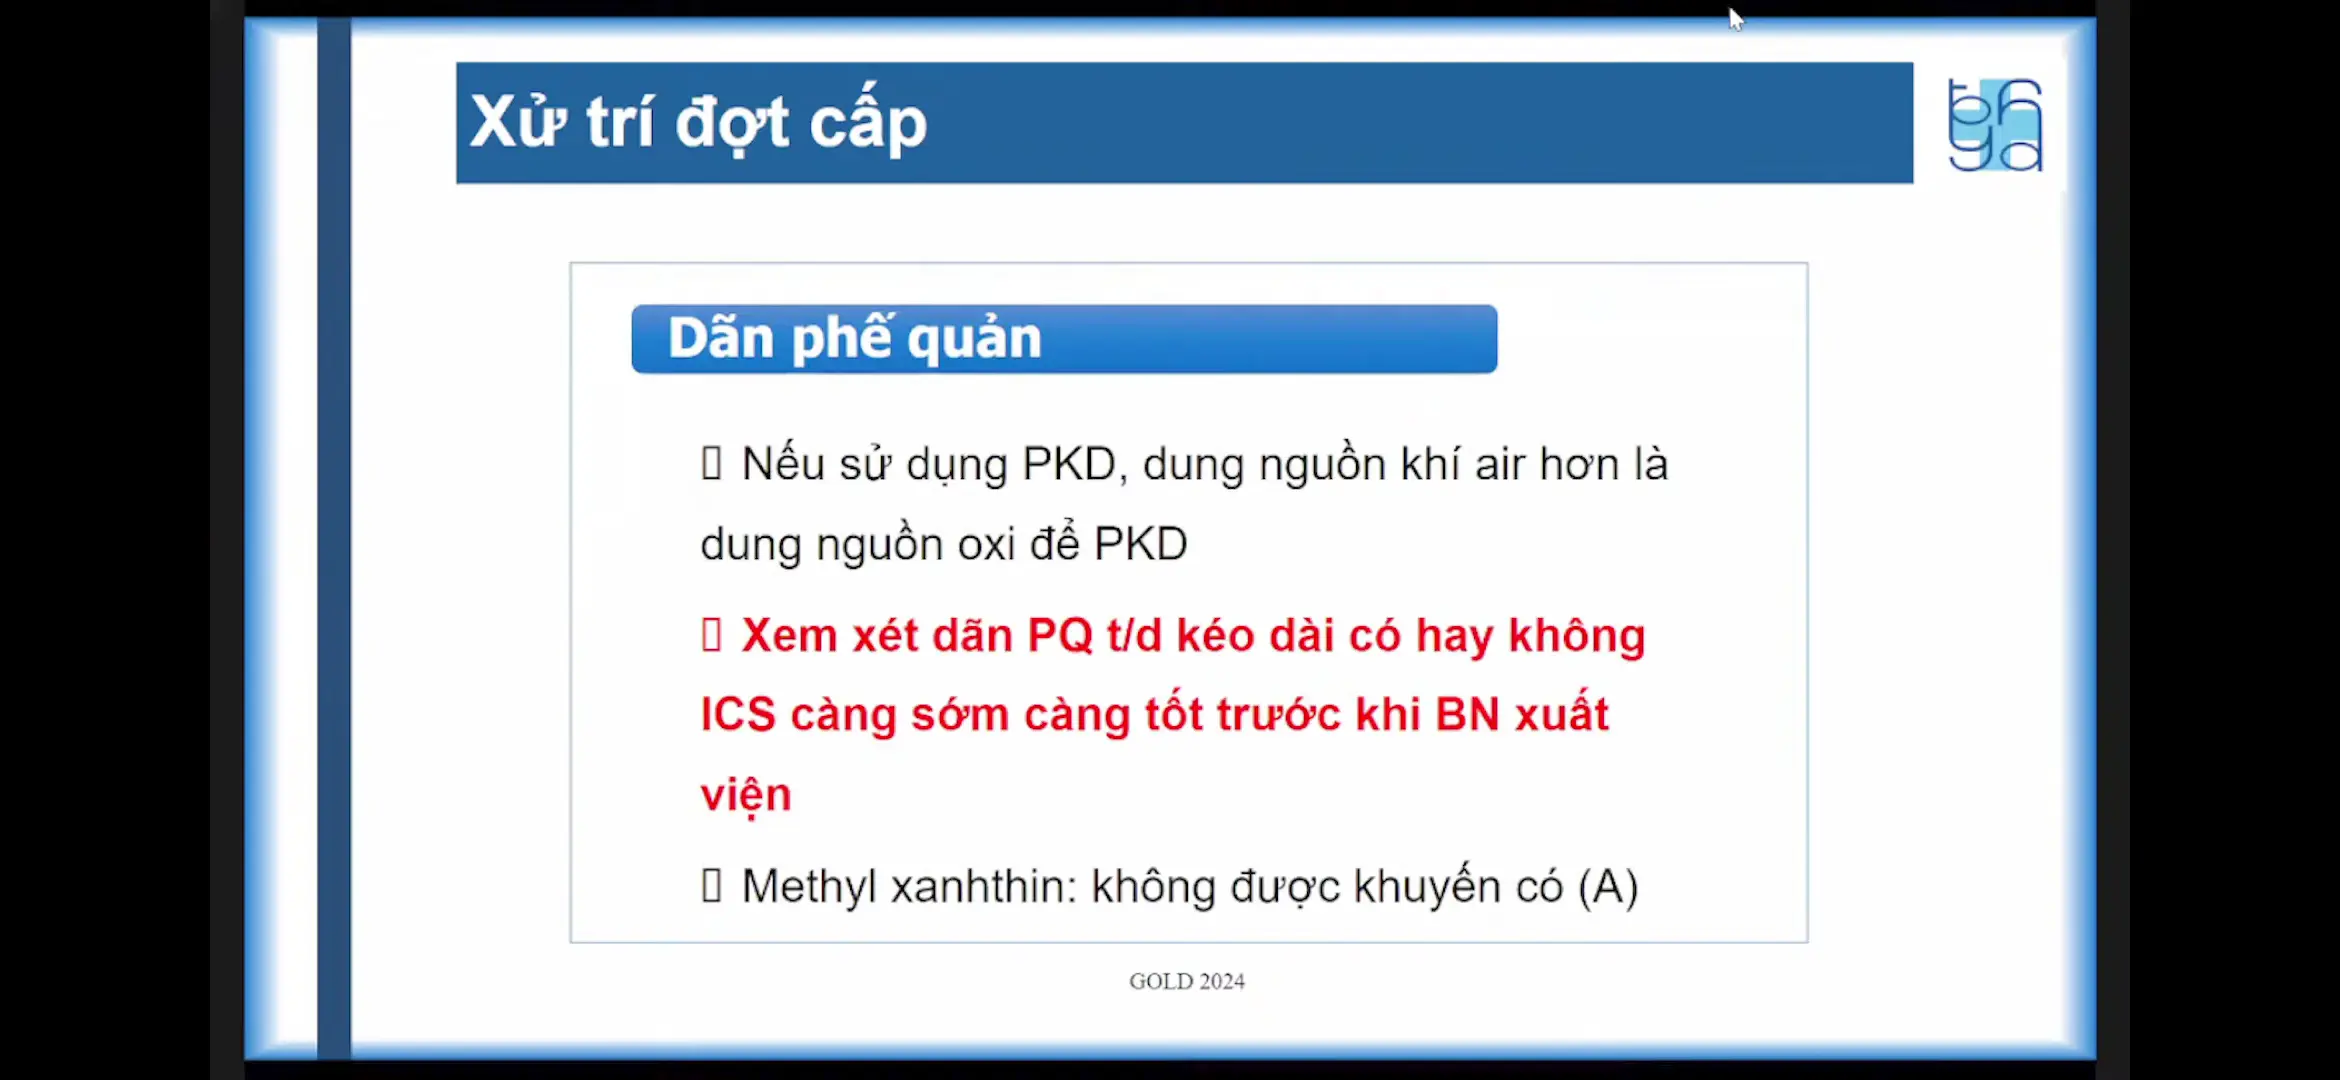 Xử trí đợt cấp
Dãn phế quản
Nếu sử dụng PKD, dung nguồn khí air hơn là
dung nguồn oxi để PKD
Xem xét dãn PQ t/d kéo dài có hay không
ICS càng sớm càng tốt trước khi BN xuất
viện
Methyl xanhthin: không được khuyến có (A)
GOLD 2024